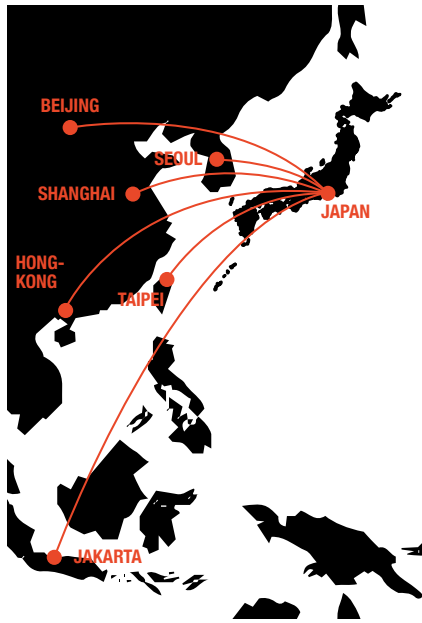 BEIJING
SEOUL
SHANGHAI
JAPAN
HONG-
KONG
TAIPEI
JAKARTA